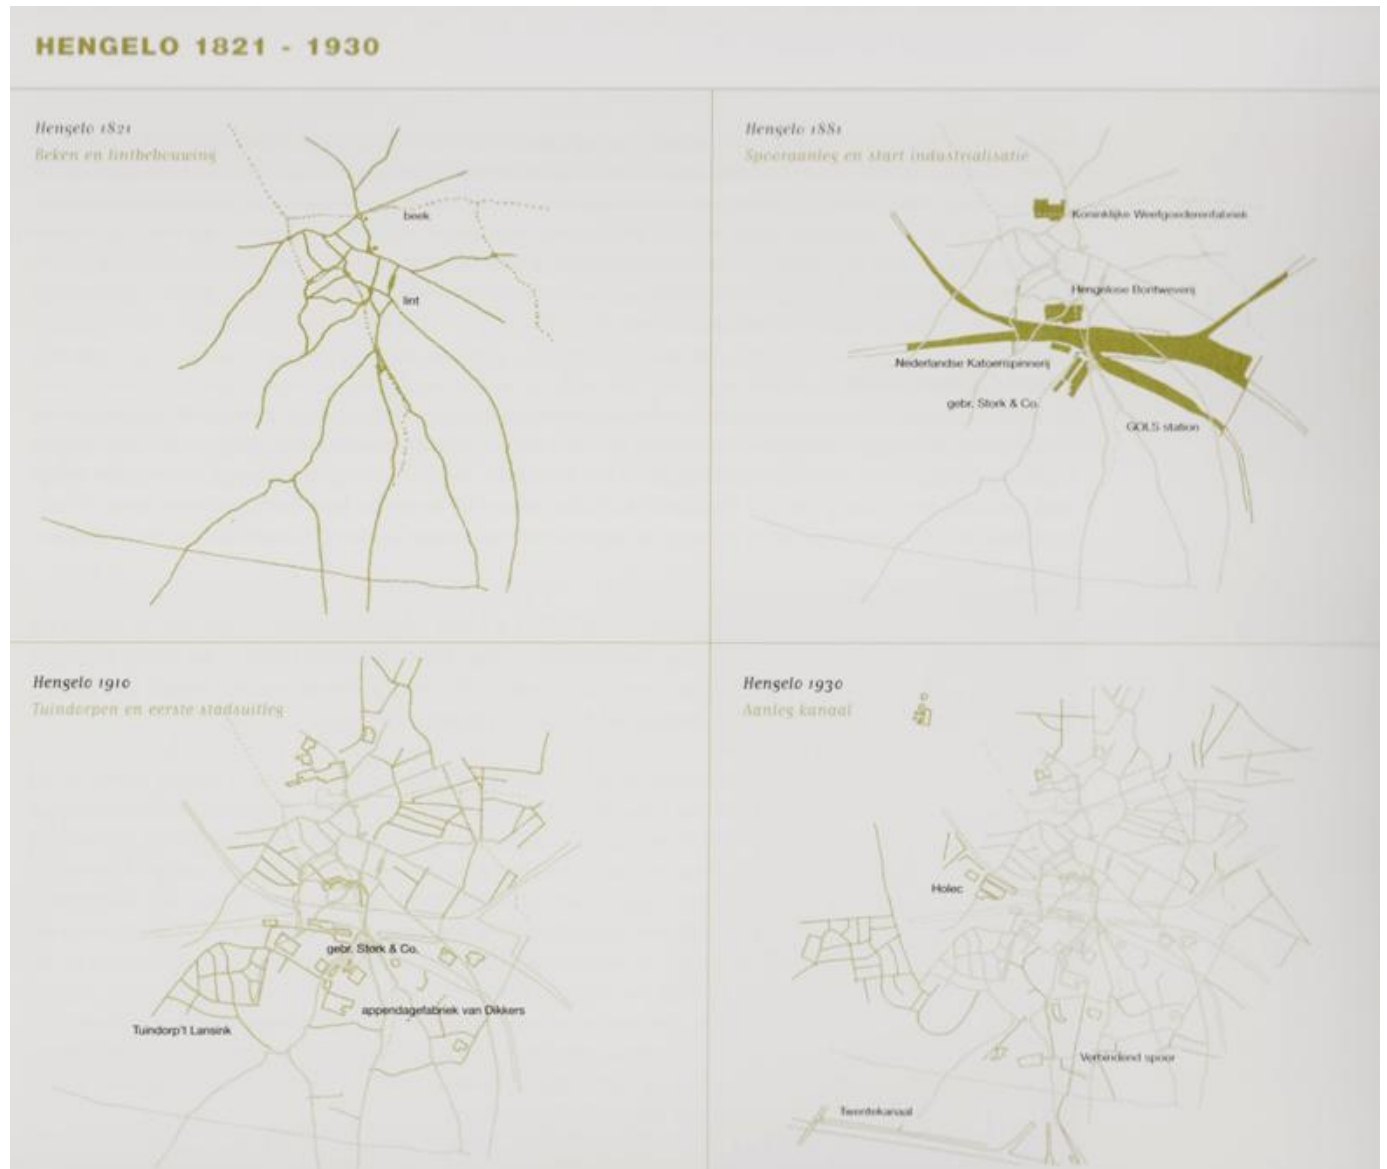 HENGELO 1821 - 1930
Hengelo 1821
Beken en lintbebouwing
beek
lint
Hengelo 1881
Spooraanleg en start industrialisatie
Koninklijke Weefgoederenfabriek
Hengelose Bontweverij
Nederlandse Katoenspinnerij
gebr. Stork & Co.
GOLS station
Hengelo 1910
Tuindorpen en eerste stadsuitleg
gebr. Stork & Co.
appendagefabriek van Dikkers
Tuindorp't Lansink
Hengelo 1930
Aanleg kanaal
Holec
Verbindend spoor
Twentekanaal